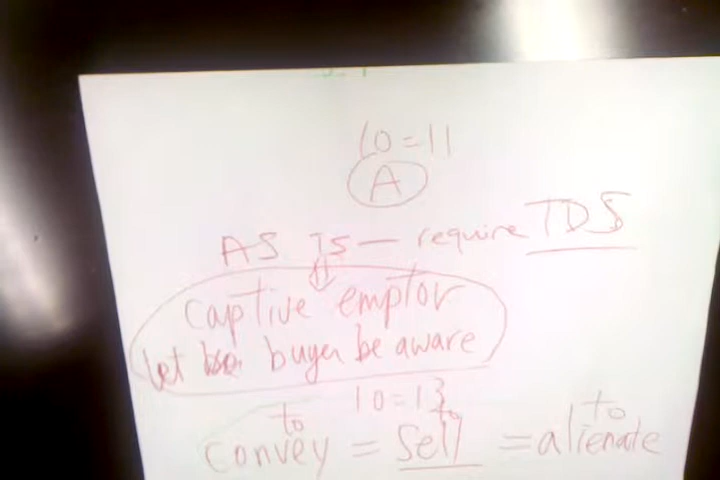 10=11
A
AS IS — require TDS
captive emptor
let buyer be aware
10=13
to to to
convey = sell = alienate